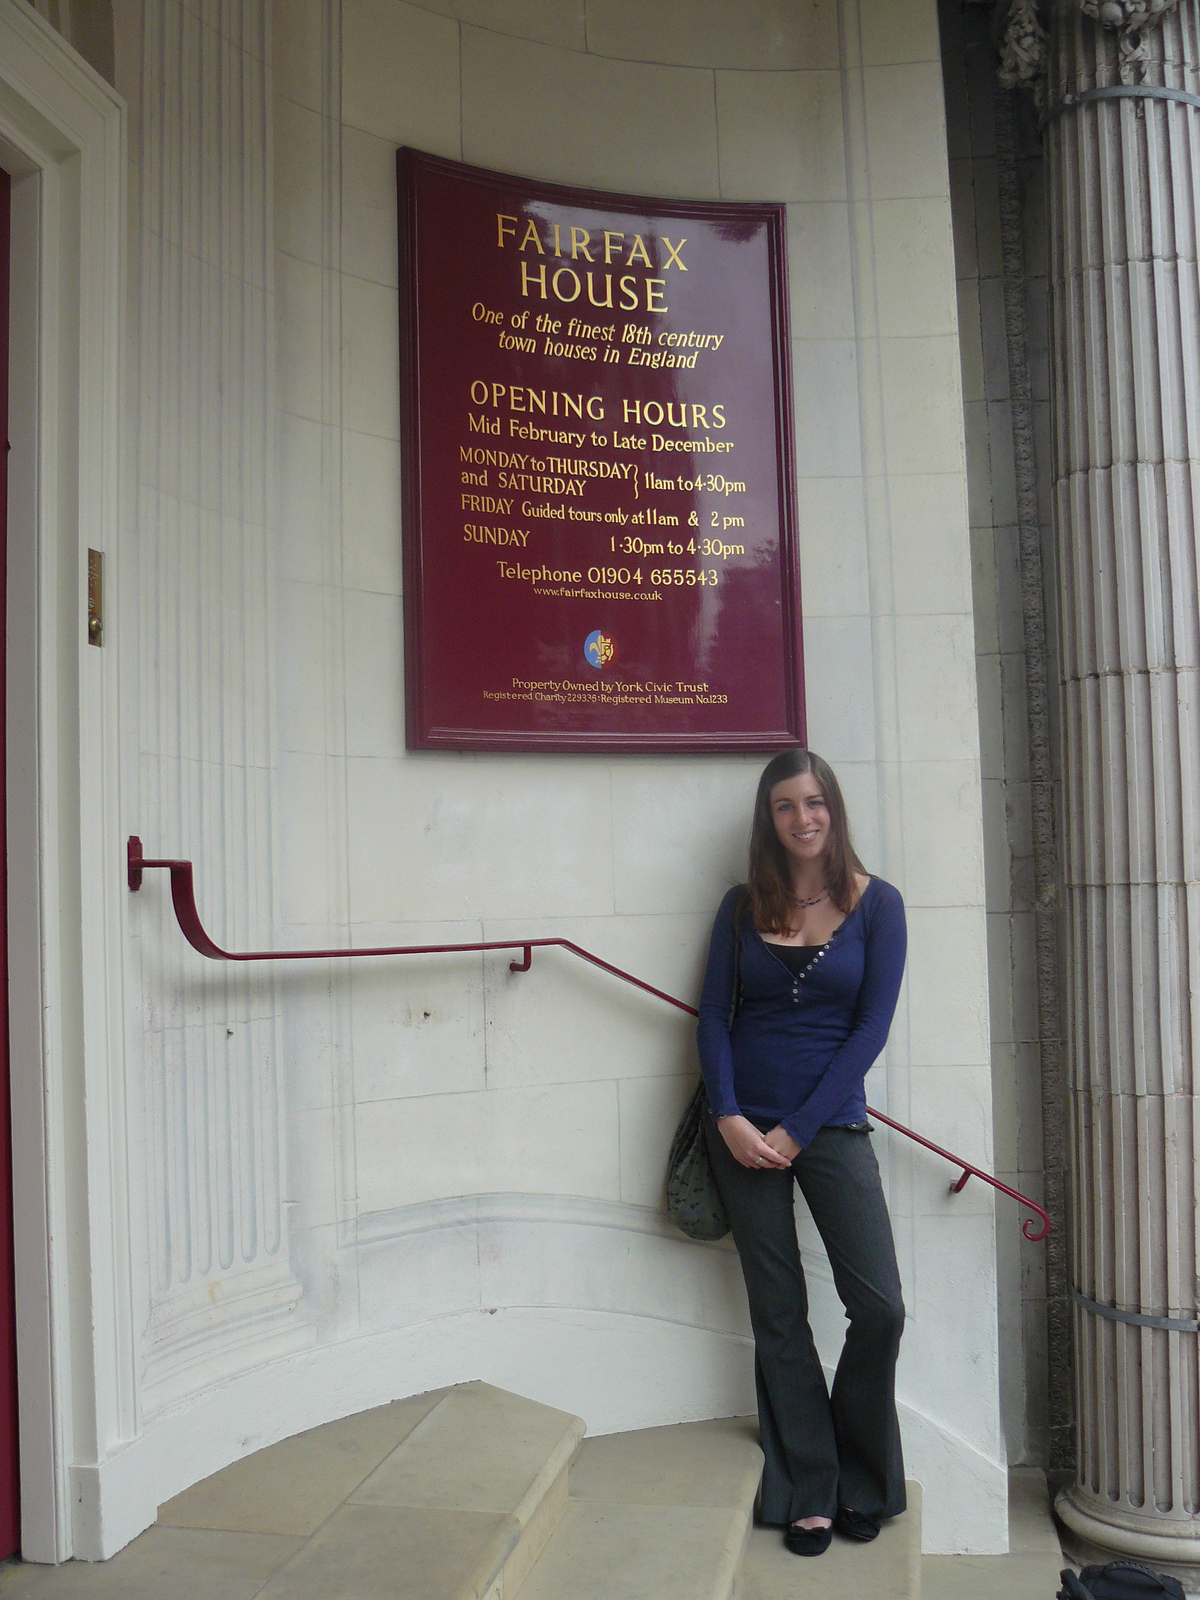 FAIRFAX
HOUSE
One of the finest 18th century
town houses in England
OPENING HOURS
Mid February to Late December
MONDAY to THURSDAY
and SATURDAY } 11am to 4·30pm
FRIDAY Guided tours only at 11am & 2 pm
SUNDAY 1·30pm to 4·30pm
Telephone 01904 655543
www.fairfaxhouse.co.uk
Property Owned by York Civic Trust
Registered Charity 229336: Registered Museum No.1233